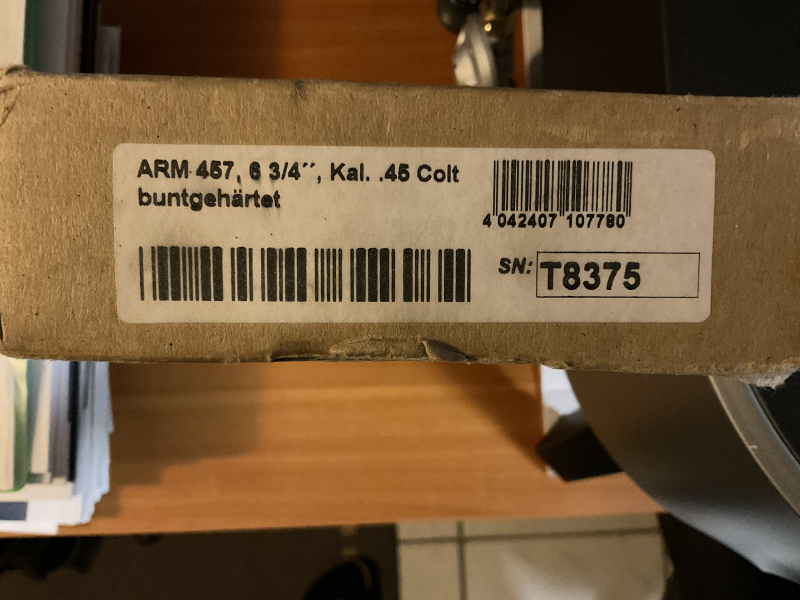 ARM 457, 6 3/4´´, Kal. .45 Colt
buntgehärtet
4 042407 107780
SN: T8375